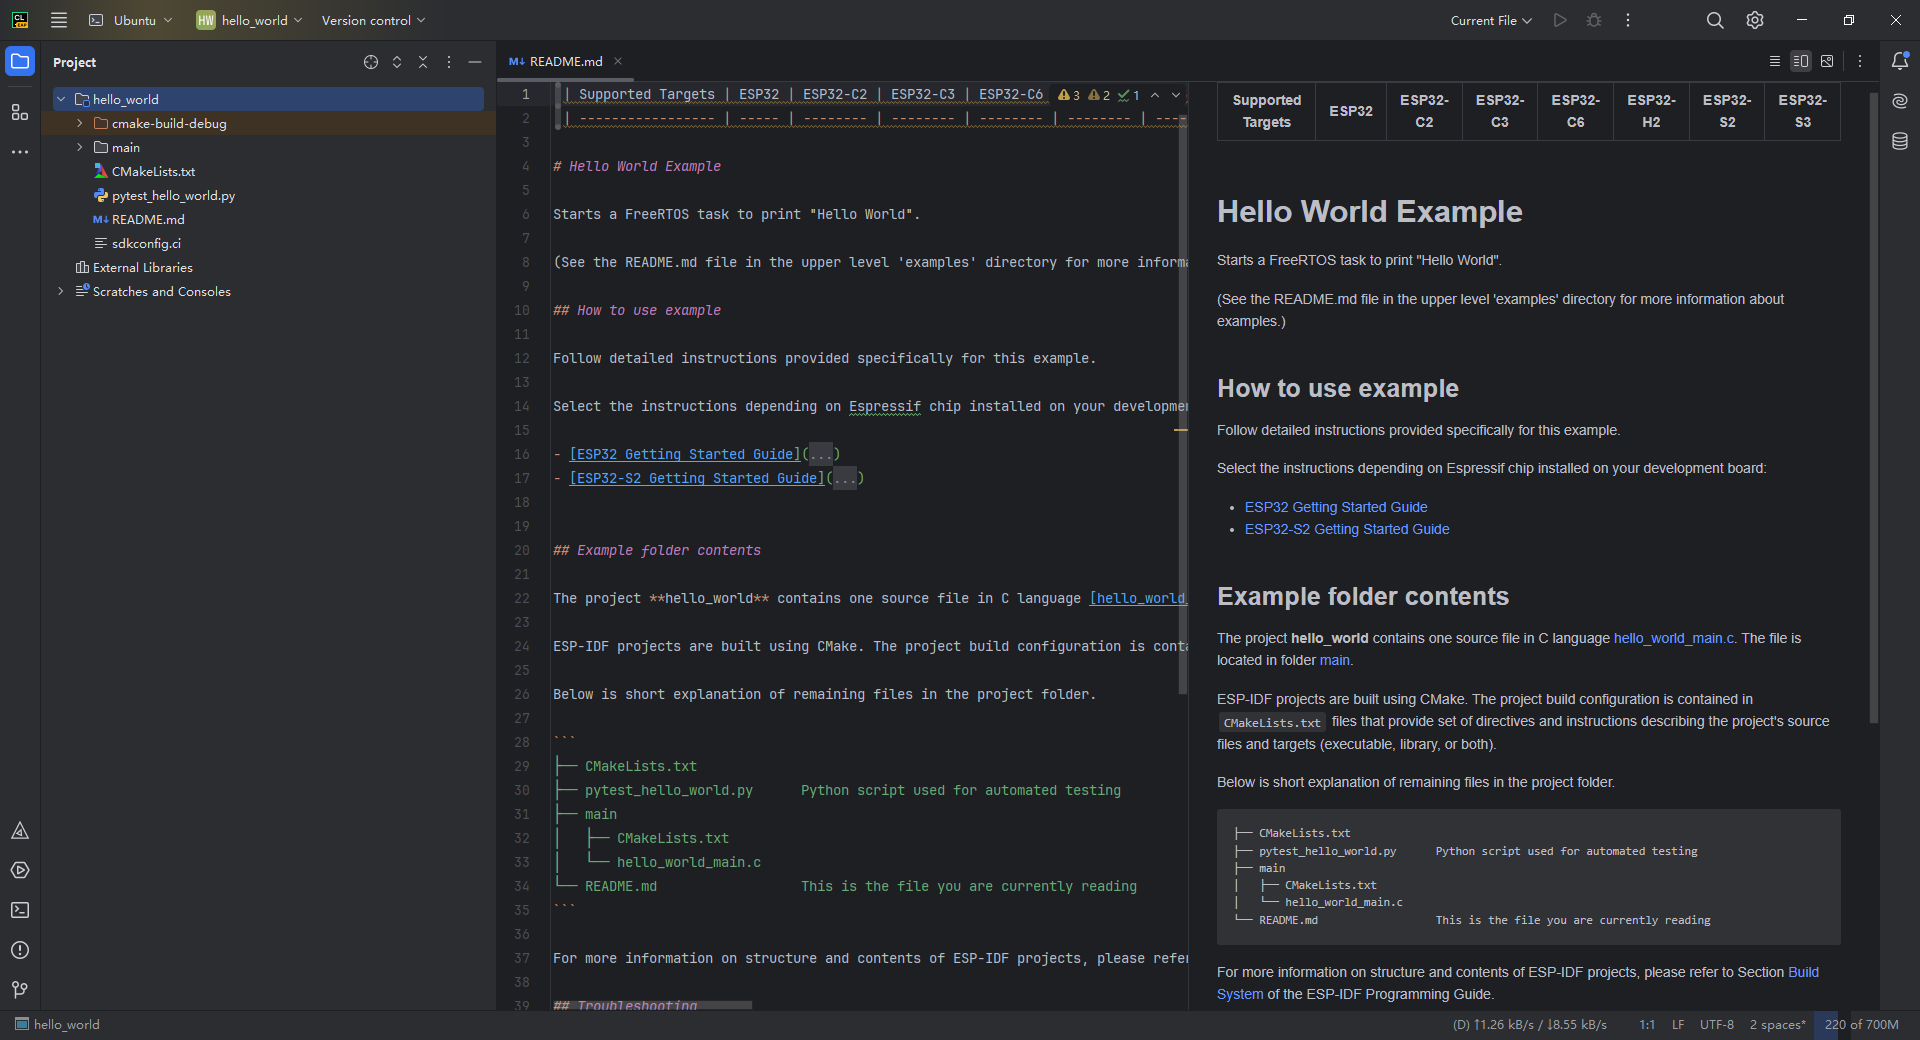 CL
Ubuntu
HW hello_world
Version control
Current File
Project
hello_world
cmake-build-debug
main
CMakeLists.txt
pytest_hello_world.py
M↓ README.md
sdkconfig.ci
External Libraries
Scratches and Consoles
M↓ README.md
3 2 1
1 | Supported Targets | ESP32 | ESP32-C2 | ESP32-C3 | ESP32-C6
2 | ----------------- | ----- | -------- | -------- | -------- | -------- | ----
3
4 # Hello World Example
5
6 Starts a FreeRTOS task to print "Hello World".
7
8 (See the README.md file in the upper level 'examples' directory for more informa
9
10 ## How to use example
11
12 Follow detailed instructions provided specifically for this example.
13
14 Select the instructions depending on Espressif chip installed on your developmen
15
16 - [ESP32 Getting Started Guide](...)
17 - [ESP32-S2 Getting Started Guide](...)
18
19
20 ## Example folder contents
21
22 The project **hello_world** contains one source file in C language [hello_world_
23
24 ESP-IDF projects are built using CMake. The project build configuration is conta
25
26 Below is short explanation of remaining files in the project folder.
27
28 ```
29 ├── CMakeLists.txt
30 ├── pytest_hello_world.py      Python script used for automated testing
31 ├── main
32 │   ├── CMakeLists.txt
33 │   └── hello_world_main.c
34 └── README.md                  This is the file you are currently reading
35 ```
36
37 For more information on structure and contents of ESP-IDF projects, please refer
38
39 ## Troubleshooting
Supported Targets ESP32 ESP32-C2 ESP32-C3 ESP32-C6 ESP32-H2 ESP32-S2 ESP32-S3
Hello World Example
Starts a FreeRTOS task to print "Hello World".
(See the README.md file in the upper level 'examples' directory for more information about
examples.)
How to use example
Follow detailed instructions provided specifically for this example.
Select the instructions depending on Espressif chip installed on your development board:
• ESP32 Getting Started Guide
• ESP32-S2 Getting Started Guide
Example folder contents
The project hello_world contains one source file in C language hello_world_main.c. The file is
located in folder main.
ESP-IDF projects are built using CMake. The project build configuration is contained in
CMakeLists.txt files that provide set of directives and instructions describing the project's source
files and targets (executable, library, or both).
Below is short explanation of remaining files in the project folder.
├── CMakeLists.txt
├── pytest_hello_world.py      Python script used for automated testing
├── main
│   ├── CMakeLists.txt
│   └── hello_world_main.c
└── README.md                  This is the file you are currently reading
For more information on structure and contents of ESP-IDF projects, please refer to Section Build
System of the ESP-IDF Programming Guide.
hello_world
(D) ↑1.26 kB/s / ↓8.55 kB/s
1:1
LF
UTF-8
2 spaces*
220 of 700M